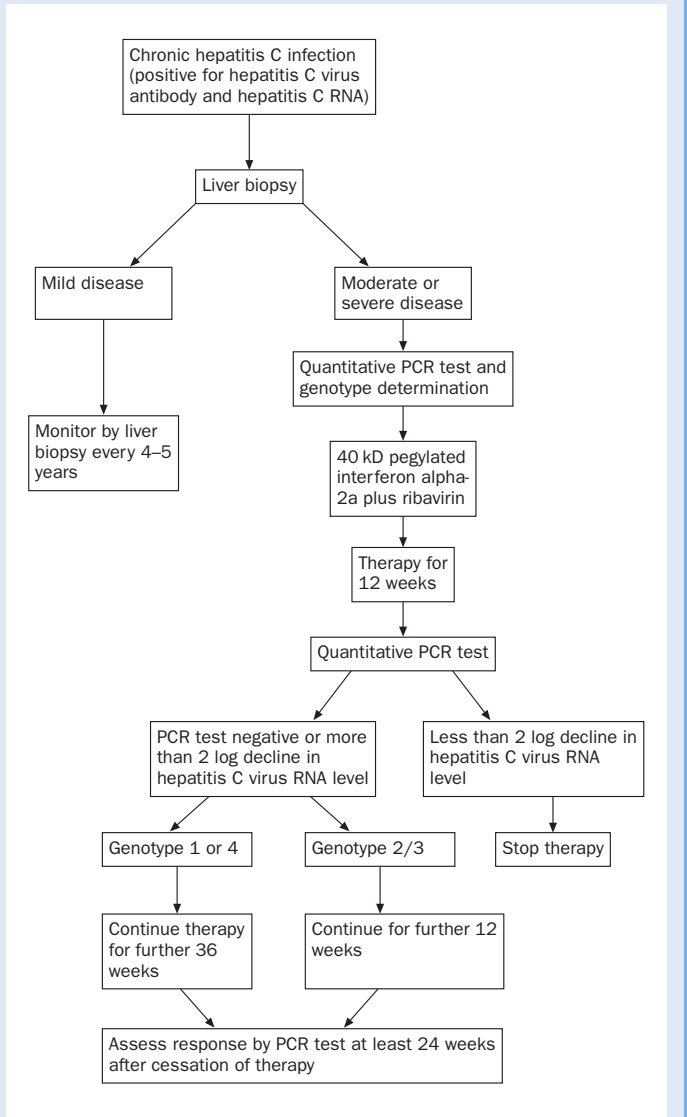 Chronic hepatitis C infection
(positive for hepatitis C virus
antibody and hepatitis C RNA)
Liver biopsy
Mild disease
Moderate or
severe disease
Quantitative PCR test and
genotype determination
Monitor by liver
biopsy every 4–5
years
40 kD pegylated
interferon alpha-
2a plus ribavirin
Therapy for
12 weeks
Quantitative PCR test
PCR test negative or more
than 2 log decline in
hepatitis C virus RNA level
Less than 2 log decline in
hepatitis C virus RNA
level
Genotype 1 or 4
Genotype 2/3
Stop therapy
Continue therapy
for further 36
weeks
Continue for further 12
weeks
Assess response by PCR test at least 24 weeks
after cessation of therapy